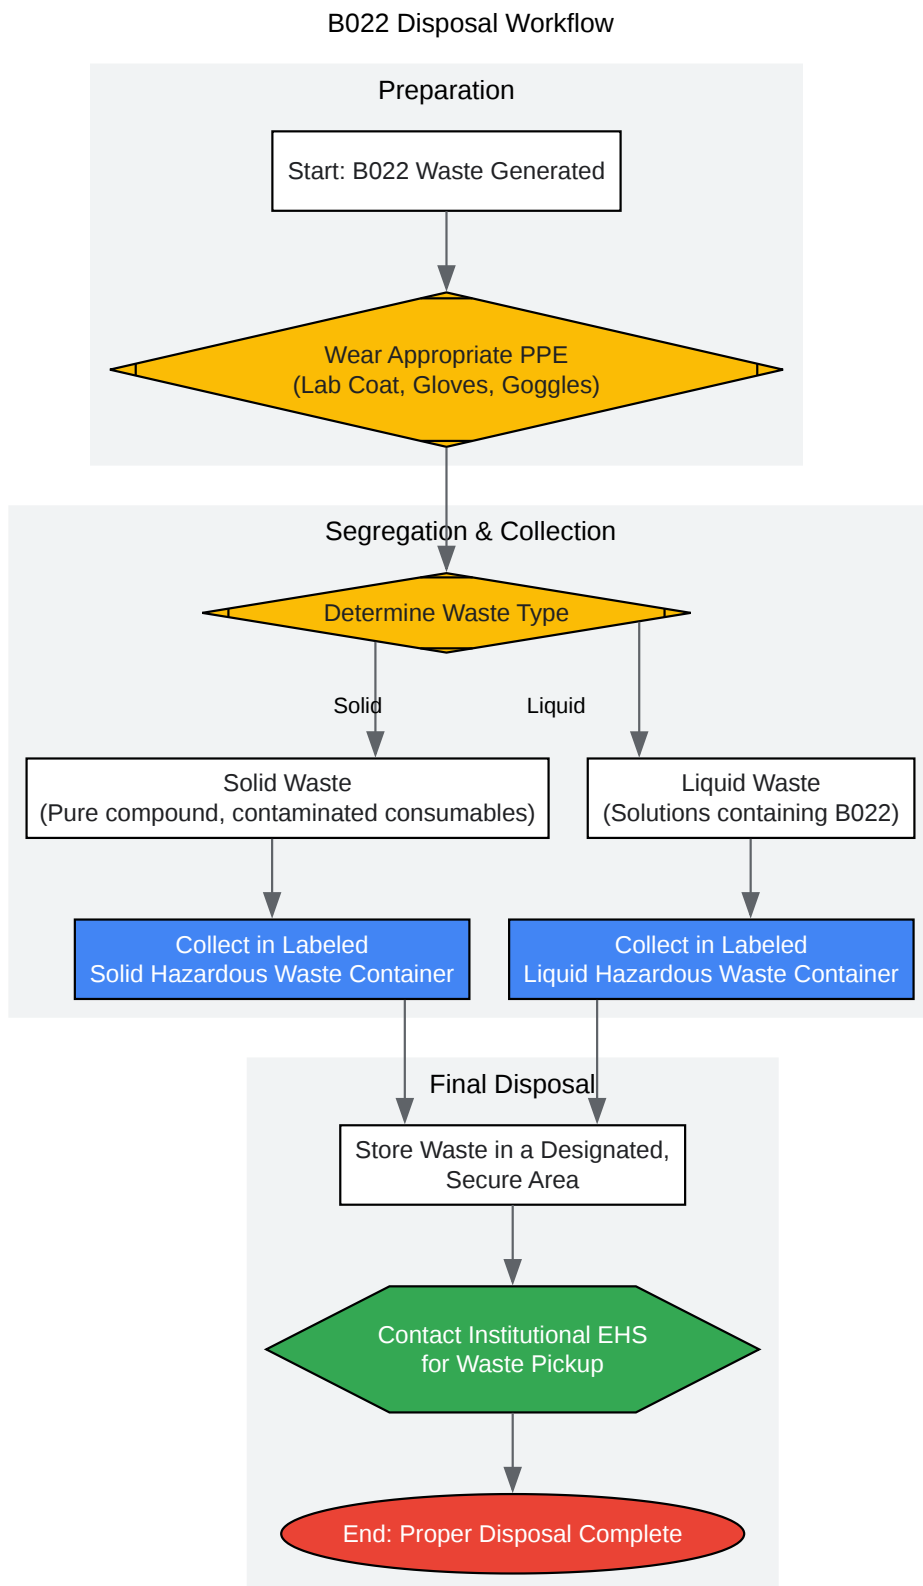 B022 Disposal Workflow
Preparation
Start: B022 Waste Generated
Wear Appropriate PPE
(Lab Coat, Gloves, Goggles)
Segregation & Collection
Determine Waste Type
Solid
Liquid
Solid Waste
(Pure compound, contaminated consumables)
Liquid Waste
(Solutions containing B022)
Collect in Labeled
Solid Hazardous Waste Container
Collect in Labeled
Liquid Hazardous Waste Container
Final Disposal
Store Waste in a Designated,
Secure Area
Contact Institutional EHS
for Waste Pickup
End: Proper Disposal Complete